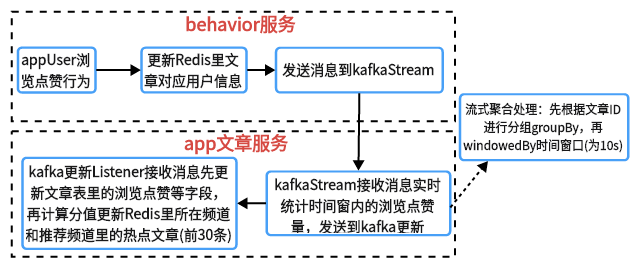 behavior服务
appUser浏
览点赞行为
更新Redis里文
章对应用户信息
发送消息到kafkaStream
流式聚合处理：先根据文章ID
进行分组groupBy，再
windowedBy时间窗口(为10s)
app文章服务
kafka更新Listener接收消息先更
新文章表里的浏览点赞等字段，
再计算分值更新Redis里所在频道
和推荐频道里的热点文章(前30条)
kafkaStream接收消息实时
统计时间窗内的浏览点赞
量，发送到kafka更新